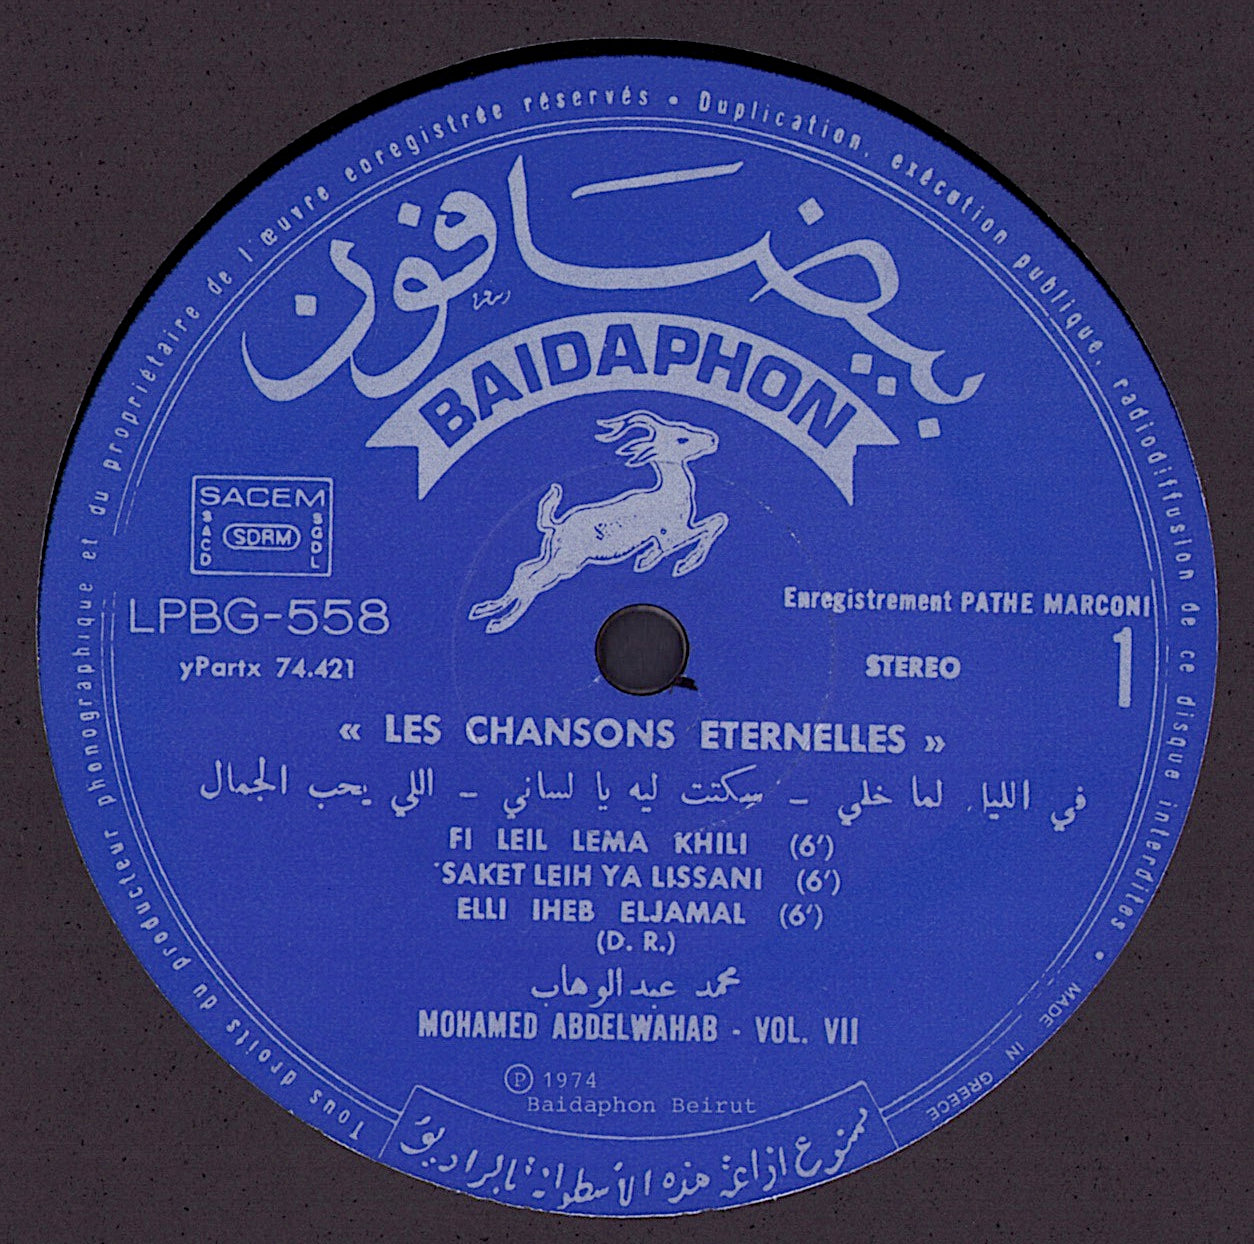 Tous droits du producteur phonographique et du propriétaire de l'œuvre enregistrée réservés • Duplication, exécution publique, radiodiffusion de ce disque interdites •
MADE IN GREECE
بيضافون
BAIDAPHON
SACEM
SACD SDRM SGDL
LPBG-558
yPartx 74.421
Enregistrement PATHE MARCONI
STEREO
1
« LES CHANSONS ETERNELLES »
في الليل لما خلي – سكتت ليه يا لساني – اللي يحب الجمال
FI LEIL LEMA KHILI (6')
SAKET LEIH YA LISSANI (6')
ELLI IHEB ELJAMAL (6')
(D. R.)
محمد عبد الوهاب
MOHAMED ABDELWAHAB - VOL. VII
Ⓟ 1974
Baidaphon Beirut
ممنوع اذاعة هذه الأسطوانة بالراديو